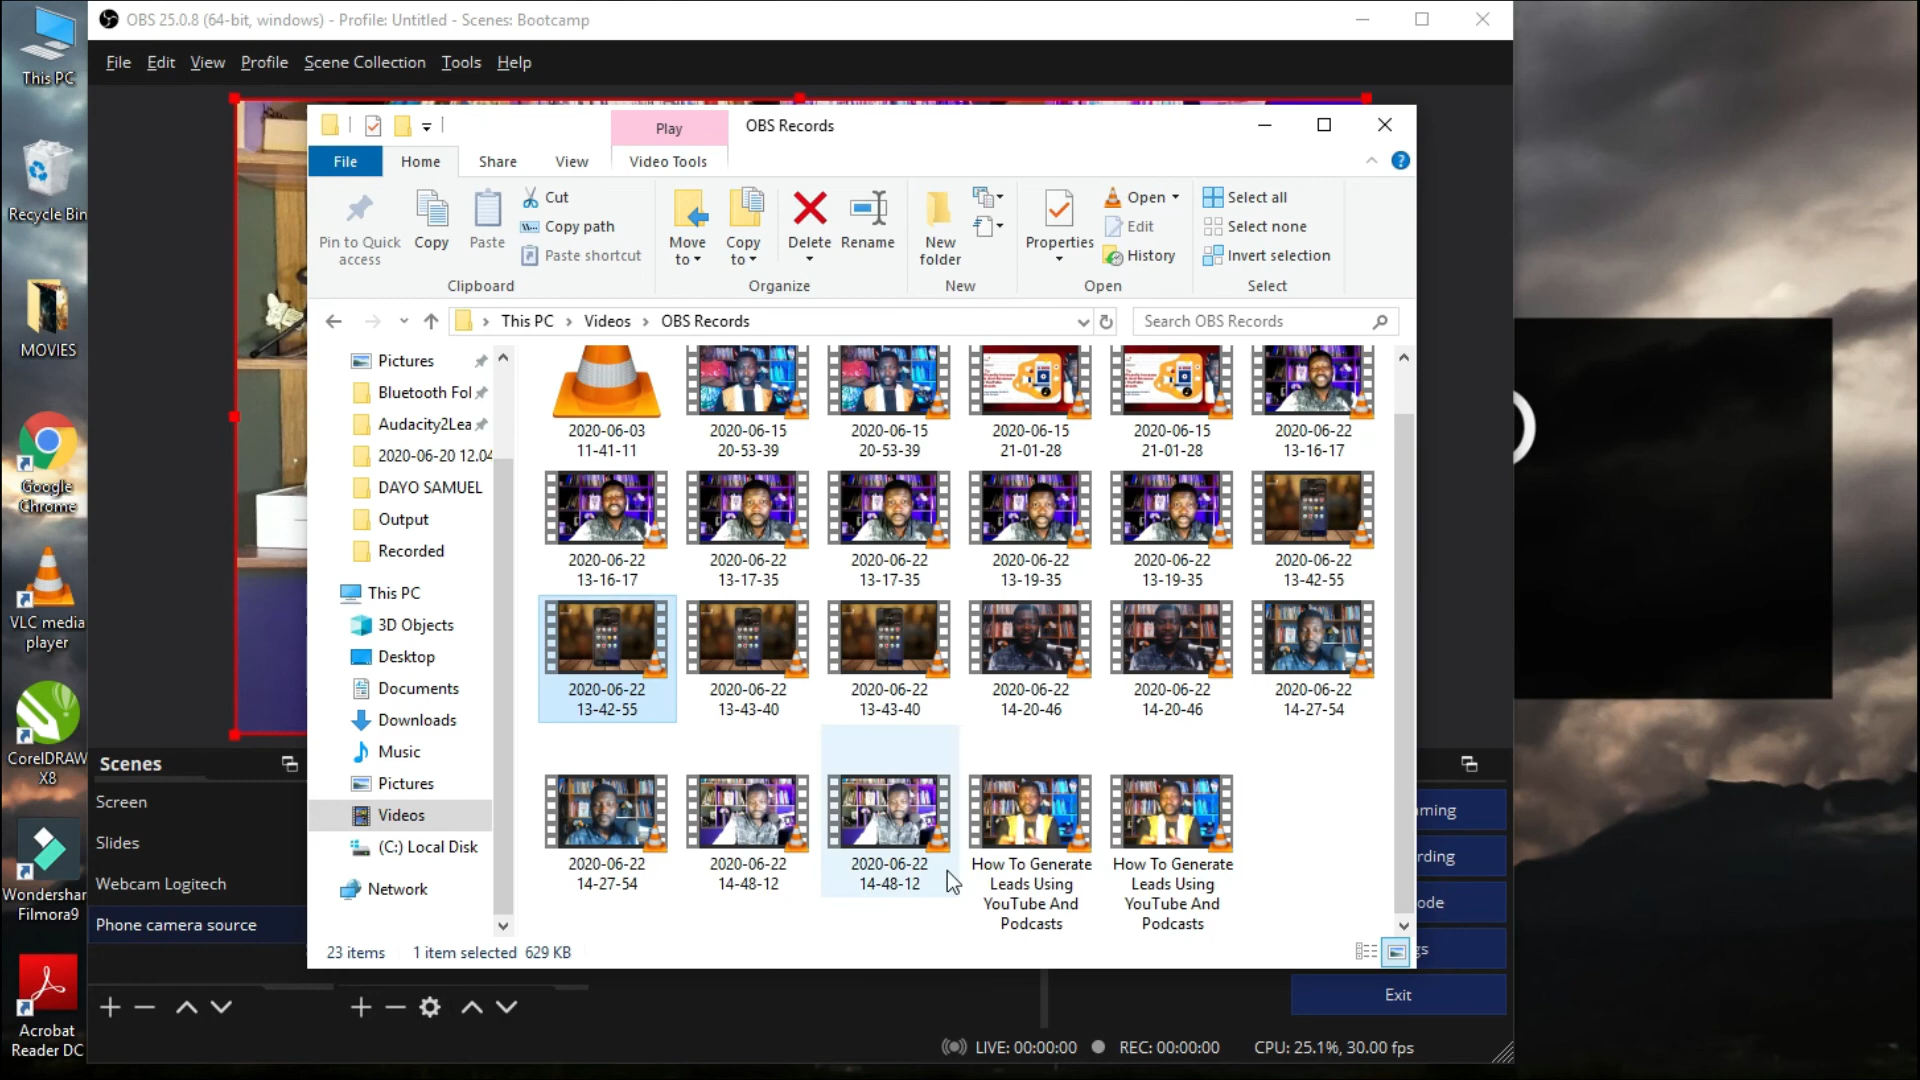 OBS 25.0.8 (64-bit, windows) - Profile: Untitled - Scenes: Bootcamp
File Edit View Profile Scene Collection Tools Help
This PC
Recycle Bin
MOVIES
Google
Chrome
VLC media
player
CorelDRAW
X8
Wondershar
Filmora9
Acrobat
Reader DC
Play
OBS Records
File Home Share View Video Tools
Pin to Quick
access
Copy
Paste
Cut
Copy path
Paste shortcut
Clipboard
Move
to
Copy
to
Delete
Rename
Organize
New
folder
New
Properties
Open
Edit
History
Open
Select all
Select none
Invert selection
Select
This PC Videos OBS Records
Search OBS Records
Pictures
Bluetooth Fol
Audacity2Lea
2020-06-20 12.04
DAYO SAMUEL
Output
Recorded
This PC
3D Objects
Desktop
Documents
Downloads
Music
Pictures
Videos
(C:) Local Disk
Network
2020-06-03
11-41-11
2020-06-15
20-53-39
2020-06-15
20-53-39
2020-06-15
21-01-28
2020-06-15
21-01-28
2020-06-22
13-16-17
2020-06-22
13-16-17
2020-06-22
13-17-35
2020-06-22
13-17-35
2020-06-22
13-19-35
2020-06-22
13-19-35
2020-06-22
13-42-55
2020-06-22
13-42-55
2020-06-22
13-43-40
2020-06-22
13-43-40
2020-06-22
14-20-46
2020-06-22
14-20-46
2020-06-22
14-27-54
2020-06-22
14-27-54
2020-06-22
14-48-12
2020-06-22
14-48-12
How To Generate
Leads Using
YouTube And
Podcasts
How To Generate
Leads Using
YouTube And
Podcasts
23 items 1 item selected 629 KB
Scenes
Screen
Slides
Webcam Logitech
Phone camera source
ming
rding
ode
gs
Exit
LIVE: 00:00:00 REC: 00:00:00 CPU: 25.1%, 30.00 fps